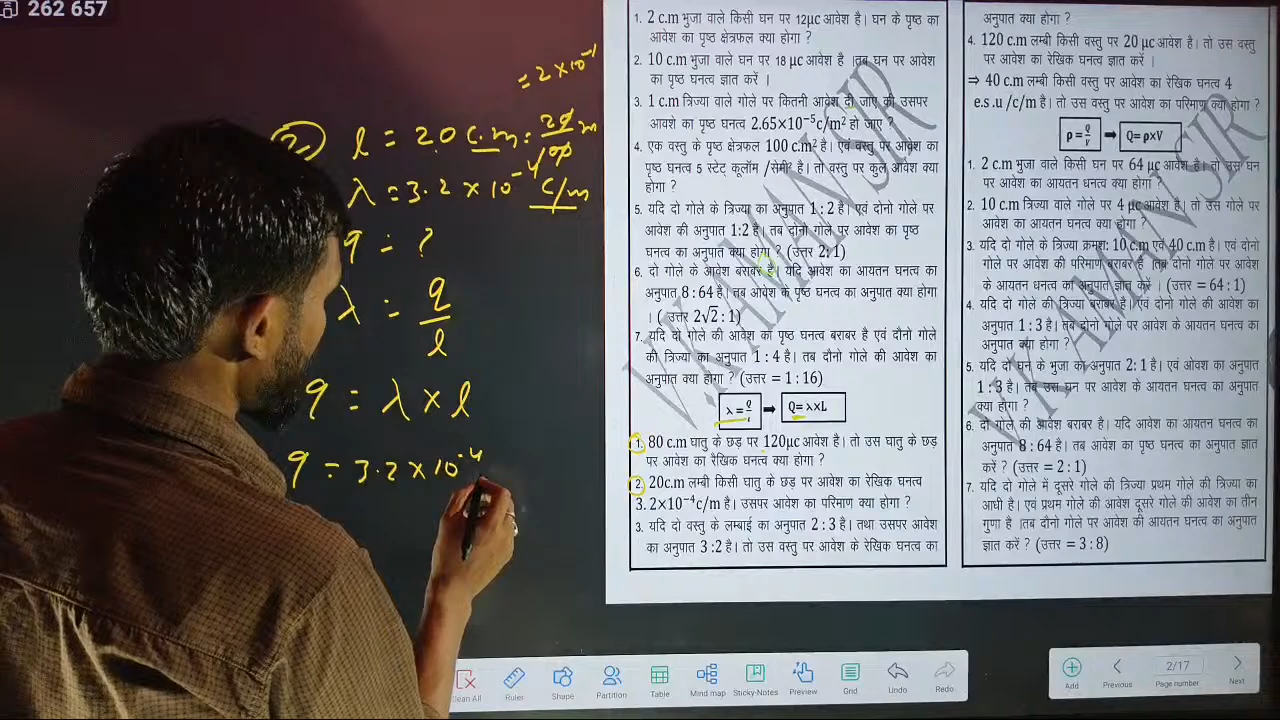 262 657
= 2 × 10⁻¹
l = 20 c.m = 20/100 m
λ = 3.2 × 10⁻⁴ c/m
q = ?
λ = q/l
q = λ × l
q = 3.2 × 10⁻⁴
1. 2 c.m भुजा वाले किसी घन पर 12μc आवेश है। घन के पृष्ठ का
आवेश का पृष्ठ क्षेत्रफल क्या होगा ?
2. 10 c.m भुजा वाले घन पर 18 μc आवेश है ।तब घन पर आवेश
का पृष्ठ घनत्व ज्ञात करें ।
3. 1 c.m त्रिज्या वाले गोले पर कितनी आवेश दी जाए की उसपर
आवशे का पृष्ठ घनत्व 2.65×10⁻⁵c/m² हो जाए ?
4. एक वस्तु के पृष्ठ क्षेत्रफल 100 c.m² है। एवं वस्तु पर आवेश का
पृष्ठ घनत्व 5 स्टेट् कूलॉम /सेमी² है। तो वस्तु पर कुल आवेश क्या
होगा ?
5. यदि दो गोले के त्रिज्या का अनुपात 1 : 2 है। एवं दोनो गोले पर
आवेश की अनुपात 1:2 है। तब दोनो गोले पर आवेश का पृष्ठ
घनत्व का अनुपात क्या होगा ? (उत्तर 2: 1)
6. दो गोले के आवेश बराबर है। यदि आवेश का आयतन घनत्व का
अनुपात 8 : 64 है। तब आवेश के पृष्ठ घनत्व का अनुपात क्या होगा
। ( उत्तर 2√2 : 1)
7. यदि दो गोले की आवेश का पृष्ठ घनत्व बराबर है एवं दौनो गोले
की त्रिज्या का अनुपात 1 : 4 है। तब दौनो गोले की आवेश का
अनुपात क्या होगा ? (उत्तर = 1 : 16)
λ = Q/l ➡ Q= λ×L
1. 80 c.m घातु के छड़ पर 120μc आवेश है। तो उस घातु के छड़
पर आवेश का रेखिक घनत्व क्या होगा ?
2. 20cm लम्बी किसी घातु के छड़ पर आवेश का रेखिक घनत्व
3. 2×10⁻⁴c/m है। उसपर आवेश का परिमाण क्या होगा ?
3. यदि दो वस्तु के लम्बाई का अनुपात 2 : 3 है। तथा उसपर आवेश
का अनुपात 3 : 2 है। तो उस वस्तु पर आवेश के रेखिक घनत्व का
अनुपात क्या होगा ?
4. 120 c.m लम्बी किसी वस्तु पर 20 μc आवेश है। तो उस वस्तु
पर आवेश का रेखिक घनत्व ज्ञात करें ।
⇒ 40 c.m लम्बी किसी वस्तु पर आवेश का रेखिक घनत्व 4
e.s .u /c/m है। तो उस वस्तु पर आवेश का परिमाण क्या होगा ?
ρ = Q/V ➡ Q= ρ×V
1. 2 c.m भुजा वाले किसी घन पर 64 μc आवेश है। तो उस घन
पर आवेश का आयतन धनत्व क्या होगा ?
2. 10 c.m त्रिज्या वाले गोले पर 4 μc आवेश है। तो उस गोले पर
आवेश का आयतन घनत्व क्या होगा ?
3. यदि दो गोले के त्रिज्या क्रमश: 10 c.m एवं 40 c.m है। एवं दोनो
गोले पर आवेश की परिमाण बराबर है ।तब दोनो गोले पर आवेश
के आयतन घनत्व का अनुपात ज्ञात करें । (उत्तर = 64 : 1)
4. यदि दो गोले की त्रिज्या बराबर है। एवं दोनो गोले की आवेश का
अनुपात 1 : 3 है। तब दोनो गोले पर आवेश के आयतन घनत्व का
अनुपात क्या होगा ?
5. यदि दो घन के भुजा को अनुपात 2: 1 है। एवं ओवश का अनुपात
1 : 3 है। तब उस घन पर आवेश के आयतन घनत्व का अनुपात
क्या होगा ?
6. दो गोले की आवेश बराबर है। यदि आवेश का आयतन घनत्व का
अनुपात 8 : 64 है। तब आवेश का पृष्ठ घनत्व का अनुपात ज्ञात
करें ? (उत्तर = 2 : 1)
7. यदि दो गोले में दूसरे गोले की त्रिज्या प्रथम गोले की त्रिज्या का
आधी है। एवं प्रथम गोले की आवेश दूसरे गोले की आवेश का तीन
गुणा है ।तब दौनो गोले पर आवेश की आयतन घनत्व का अनुपात
ज्ञात करें ? (उत्तर = 3 : 8)
V.K AMAN SIR
V.K AMAN SIR
Clean All
Ruler
Shape
Partition
Table
Mind map
Sticky-Notes
Preview
Grid
Undo
Redo
Add
Previous
2/17
Page number
Next